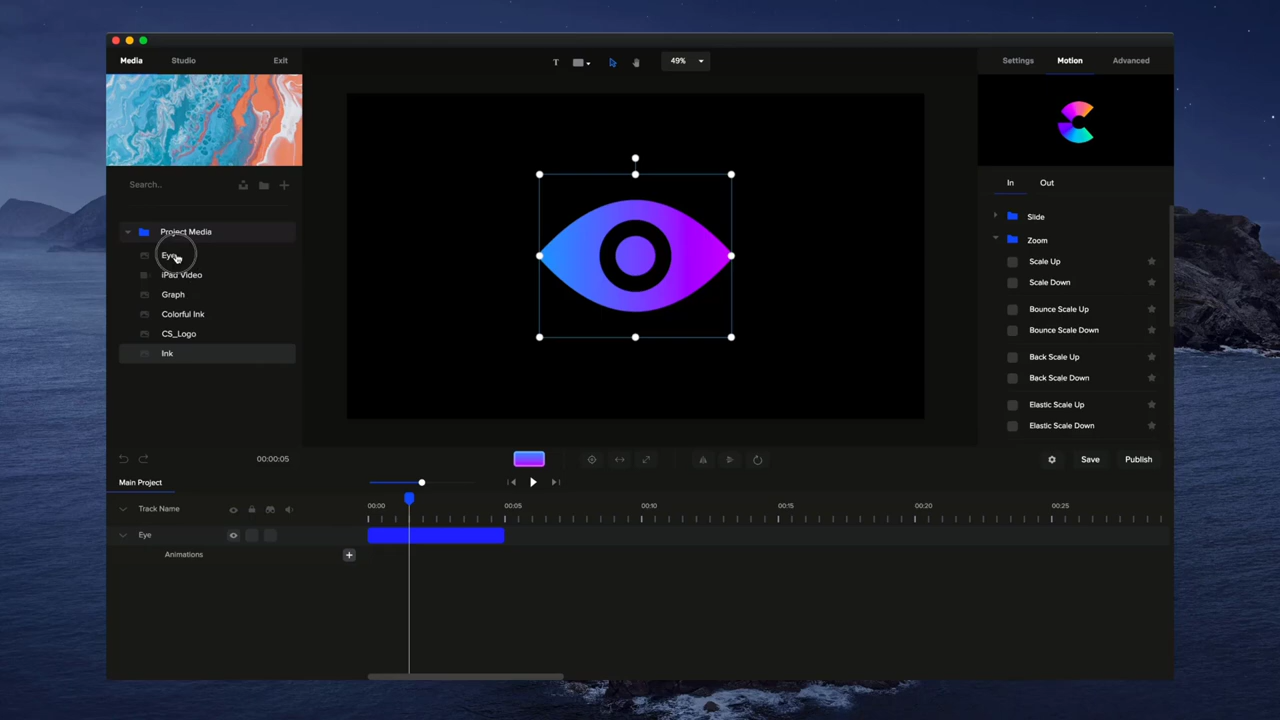 Media Studio Exit
T 49%
Settings Motion Advanced
Search..
Project Media
Eye
iPad Video
Graph
Colorful Ink
CS_Logo
Ink
In Out
Slide
Zoom
Scale Up
Scale Down
Bounce Scale Up
Bounce Scale Down
Back Scale Up
Back Scale Down
Elastic Scale Up
Elastic Scale Down
00:00:05
Save Publish
Main Project
Track Name
00:00 00:05 00:10 00:15 00:20 00:25
Eye
Animations